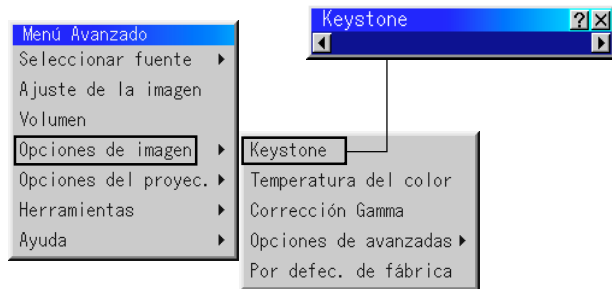 Keystone
Menú Avanzado
Seleccionar fuente
Ajuste de la imagen
Volumen
Opciones de imagen
Opciones del proyec.
Herramientas
Ayuda
Keystone
Temperatura del color
Corrección Gamma
Opciones de avanzadas
Por defec. de fábrica